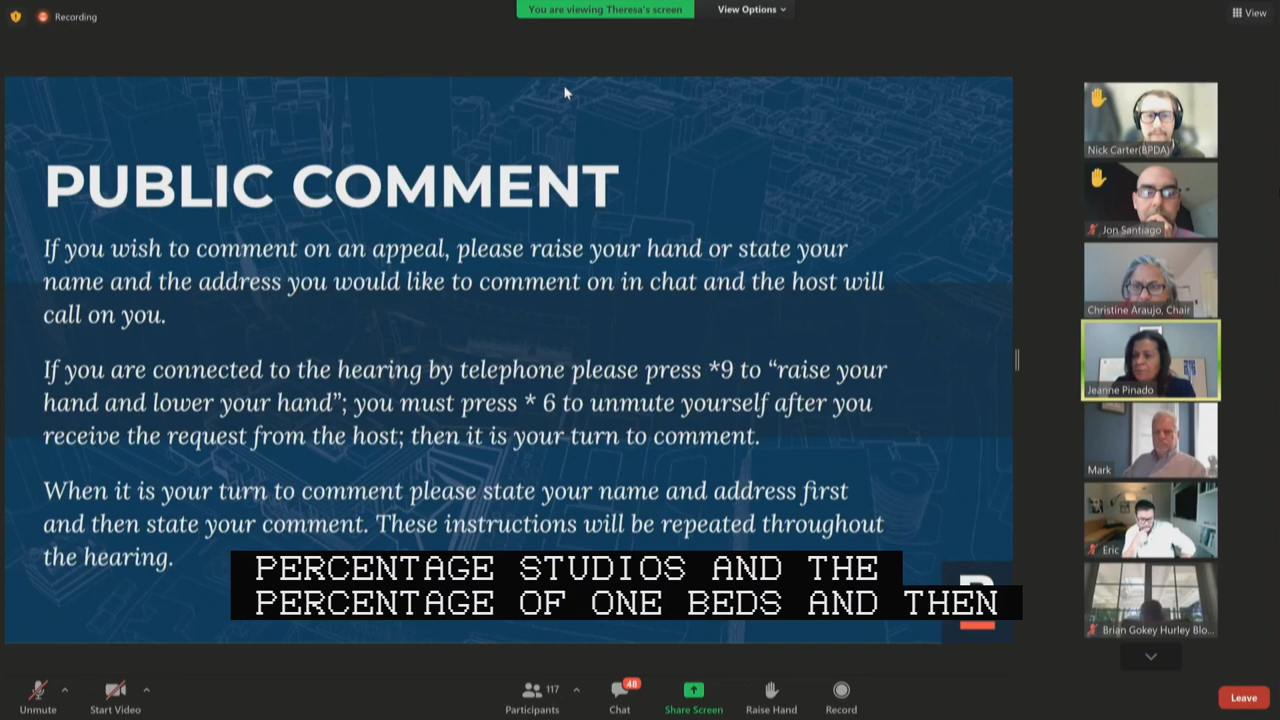 Recording
You are viewing Theresa's screen
View Options
View
PUBLIC COMMENT
If you wish to comment on an appeal, please raise your hand or state your
name and the address you would like to comment on in chat and the host will
call on you.
If you are connected to the hearing by telephone please press *9 to “raise your
hand and lower your hand”; you must press * 6 to unmute yourself after you
receive the request from the host; then it is your turn to comment.
When it is your turn to comment please state your name and address first
and then state your comment. These instructions will be repeated throughout
the hearing.
PERCENTAGE STUDIOS AND THE
PERCENTAGE OF ONE BEDS AND THEN
Nick Carter(BPDA)
Jon Santiago
Christine Araujo, Chair
Jeanne Pinado
Mark
Eric
Brian Gokey Hurley Blo...
Unmute
Start Video
117
Participants
48
Chat
Share Screen
Raise Hand
Record
Leave